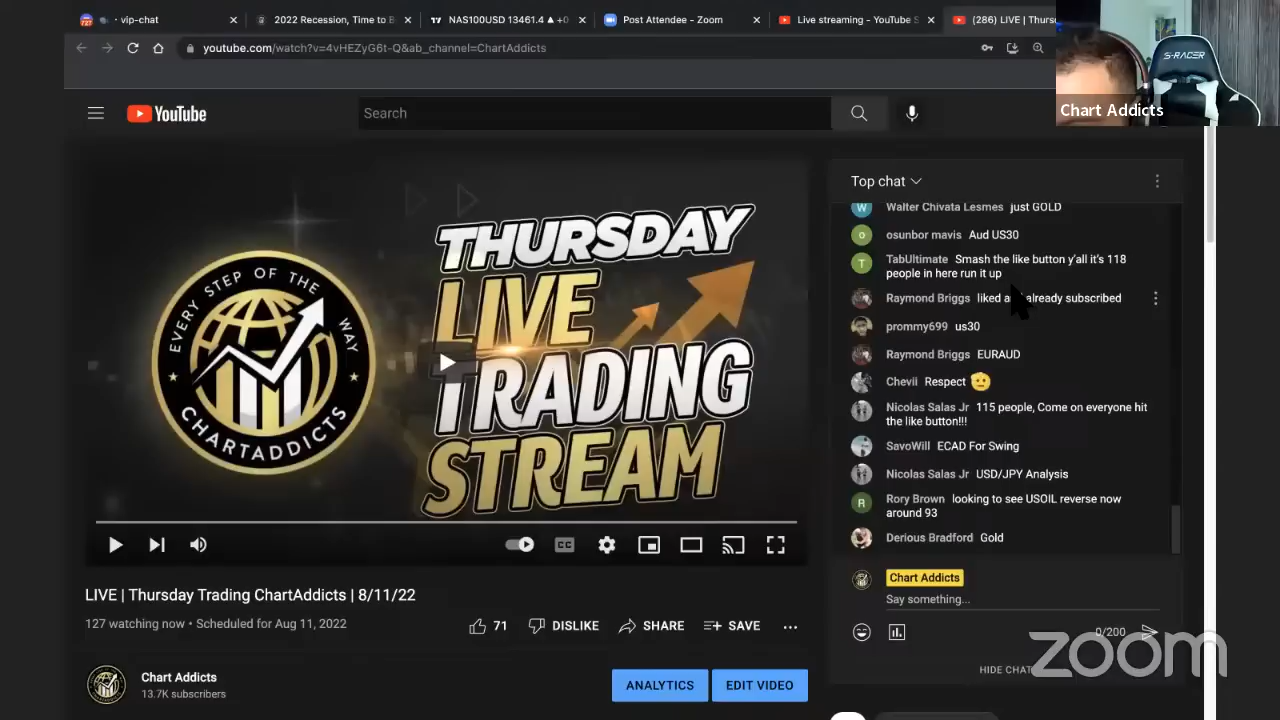 · vip-chat
2022 Recession, Time to B
NAS100USD 13461.4 ▲ +0
Post Attendee - Zoom
Live streaming - YouTube S
(286) LIVE | Thurs
youtube.com/watch?v=4vHEZyG6t-Q&ab_channel=ChartAddicts
S-RACER
Chart Addicts
YouTube
Search
Top chat
W Walter Chivata Lesmes just GOLD
o osunbor mavis Aud US30
T TabUltimate Smash the like button y'all it's 118
people in here run it up
Raymond Briggs liked a already subscribed
prommy699 us30
Raymond Briggs EURAUD
Chevii Respect 🫡
Nicolas Salas Jr 115 people, Come on everyone hit
the like button!!!
SavoWill ECAD For Swing
Nicolas Salas Jr USD/JPY Analysis
R Rory Brown looking to see USOIL reverse now
around 93
Derious Bradford Gold
Chart Addicts
Say something...
0/200
HIDE CHAT
zoom
EVERY STEP OF THE WAY
CHARTADDICTS
THURSDAY
LIVE
TRADING
STREAM
CC
LIVE | Thursday Trading ChartAddicts | 8/11/22
127 watching now • Scheduled for Aug 11, 2022
71 DISLIKE SHARE SAVE
Chart Addicts
13.7K subscribers
ANALYTICS EDIT VIDEO